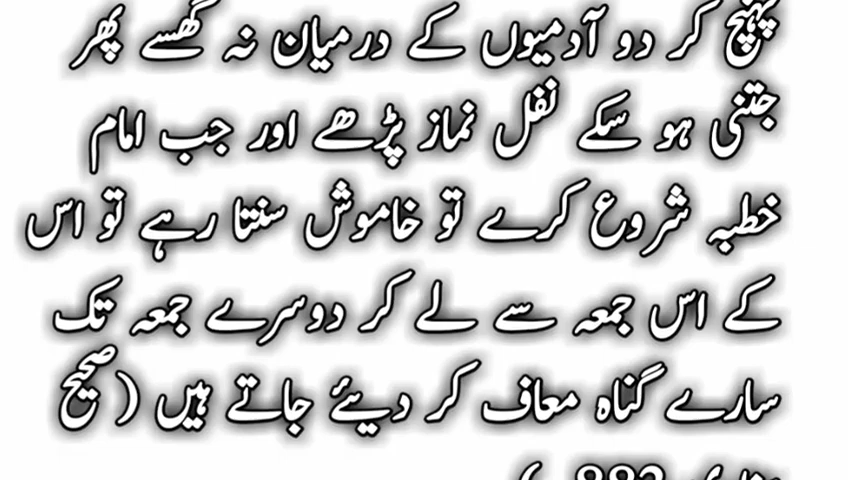 پہنچ کر دو آدمیوں کے درمیان نہ گھسے پھر
جتنی ہو سکے نفل نماز پڑھے اور جب امام
خطبہ شروع کرے تو خاموش سنتا رہے تو اس
کے اس جمعہ سے لے کر دوسرے جمعہ تک
سارے گناہ معاف کر دیئے جاتے ہیں (صحیح
883)